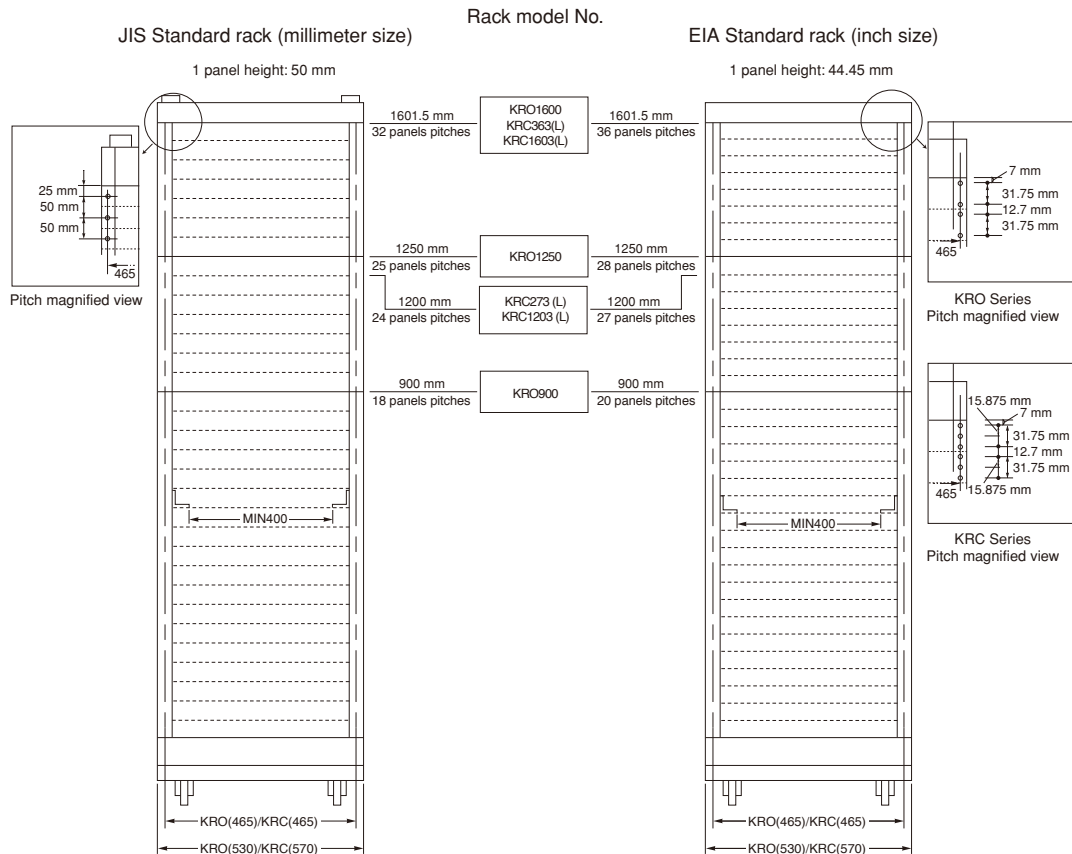 Rack model No.
JIS Standard rack (millimeter size)
EIA Standard rack (inch size)
1 panel height: 50 mm
1 panel height: 44.45 mm
1601.5 mm
32 panels pitches
KRO1600
KRC363(L)
KRC1603(L)
1601.5 mm
36 panels pitches
25 mm
50 mm
50 mm
465
Pitch magnified view
7 mm
31.75 mm
12.7 mm
31.75 mm
465
KRO Series
Pitch magnified view
1250 mm
25 panels pitches
KRO1250
1250 mm
28 panels pitches
1200 mm
24 panels pitches
KRC273 (L)
KRC1203 (L)
1200 mm
27 panels pitches
900 mm
18 panels pitches
KRO900
900 mm
20 panels pitches
15.875 mm
7 mm
31.75 mm
12.7 mm
31.75 mm
465
15.875 mm
KRC Series
Pitch magnified view
MIN400
MIN400
KRO(465)/KRC(465)
KRO(465)/KRC(465)
KRO(530)/KRC(570)
KRO(530)/KRC(570)